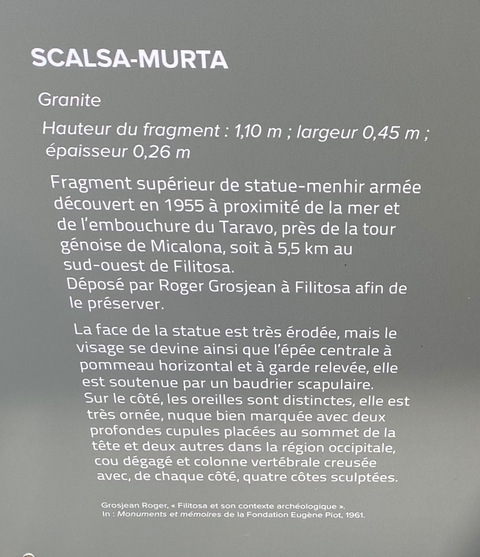 SCALSA-MURTA
Granite
Hauteur du fragment : 1,10 m ; largeur 0,45 m ;
épaisseur 0,26 m
Fragment supérieur de statue-menhir armée
découvert en 1955 à proximité de la mer et
de l'embouchure du Taravo, près de la tour
génoise de Micalona, soit à 5,5 km au
sud-ouest de Filitosa.
Déposé par Roger Grosjean à Filitosa afin de
le préserver.
La face de la statue est très érodée, mais le
visage se devine ainsi que l'épée centrale à
pommeau horizontal et à garde relevée, elle
est soutenue par un baudrier scapulaire.
Sur le côté, les oreilles sont distinctes, elle est
très ornée, nuque bien marquée avec deux
profondes cupules placées au sommet de la
tête et deux autres dans la région occipitale,
cou dégagé et colonne vertébrale creusée
avec, de chaque côté, quatre côtes sculptées.
Grosjean Roger, « Filitosa et son contexte archéologique ».
In : Monuments et mémoires de la Fondation Eugène Piot, 1961.